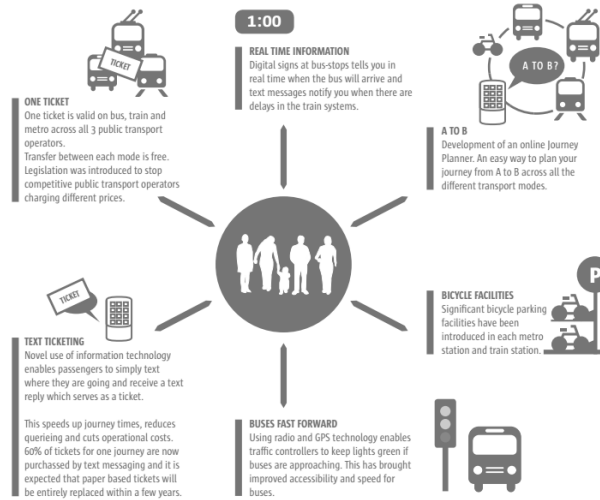 1:00
TICKET
A TO B?
REAL TIME INFORMATION
Digital signs at bus-stops tells you in
real time when the bus will arrive and
text messages notify you when there are
delays in the train systems.
ONE TICKET
One ticket is valid on bus, train and
metro across all 3 public transport
operators.
Transfer between each mode is free.
Legislation was introduced to stop
competitive public transport operators
charging different prices.
A TO B
Development of an online Journey
Planner. An easy way to plan your
journey from A to B across all the
different transport modes.
P
TICKET
BICYCLE FACILITIES
Significant bicycle parking
facilities have been
introduced in each metro
station and train station.
TEXT TICKETING
Novel use of information technology
enables passengers to simply text
where they are going and receive a text
reply which serves as a ticket.
This speeds up journey times, reduces
querieing and cuts operational costs.
60% of tickets for one journey are now
purchassed by text messaging and it is
expected that paper based tickets will
be entirely replaced within a few years.
BUSES FAST FORWARD
Using radio and GPS technology enables
traffic controllers to keep lights green if
buses are approaching. This has brought
improved accessibility and speed for
buses.